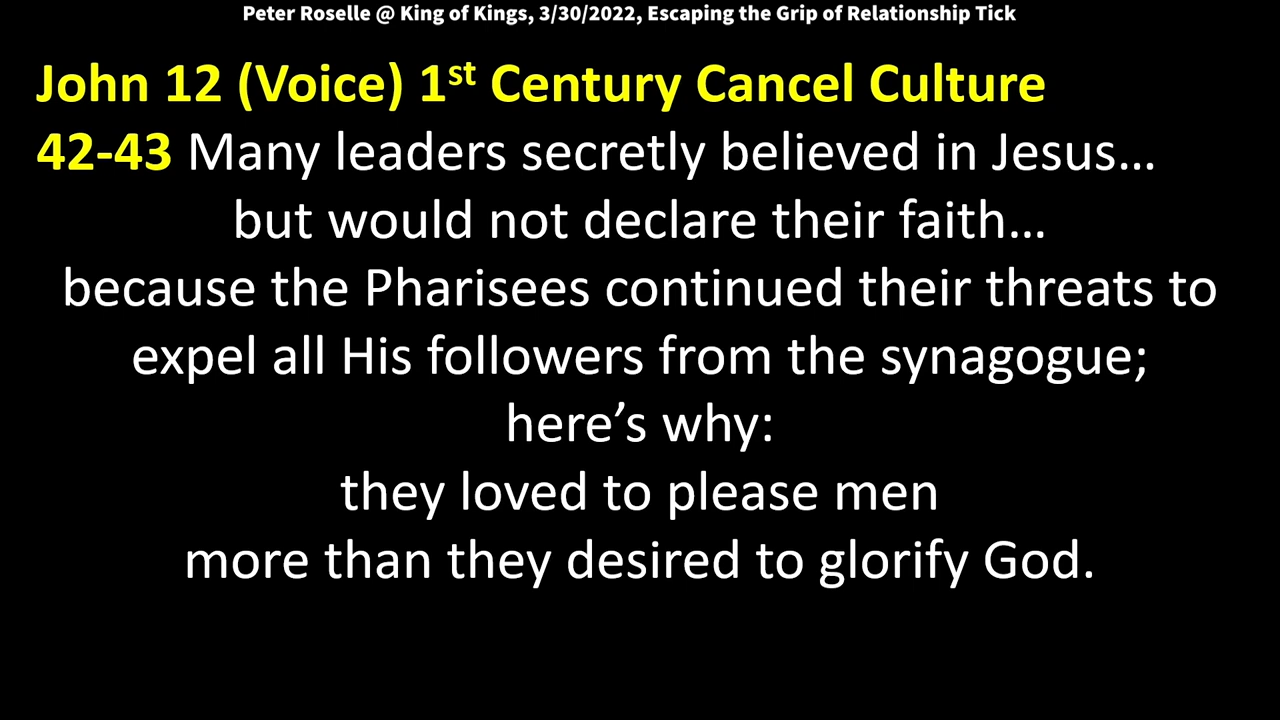 Peter Roselle @ King of Kings, 3/30/2022, Escaping the Grip of Relationship Tick
John 12 (Voice) 1st Century Cancel Culture
42-43 Many leaders secretly believed in Jesus…
but would not declare their faith…
because the Pharisees continued their threats to
expel all His followers from the synagogue;
here’s why:
they loved to please men
more than they desired to glorify God.